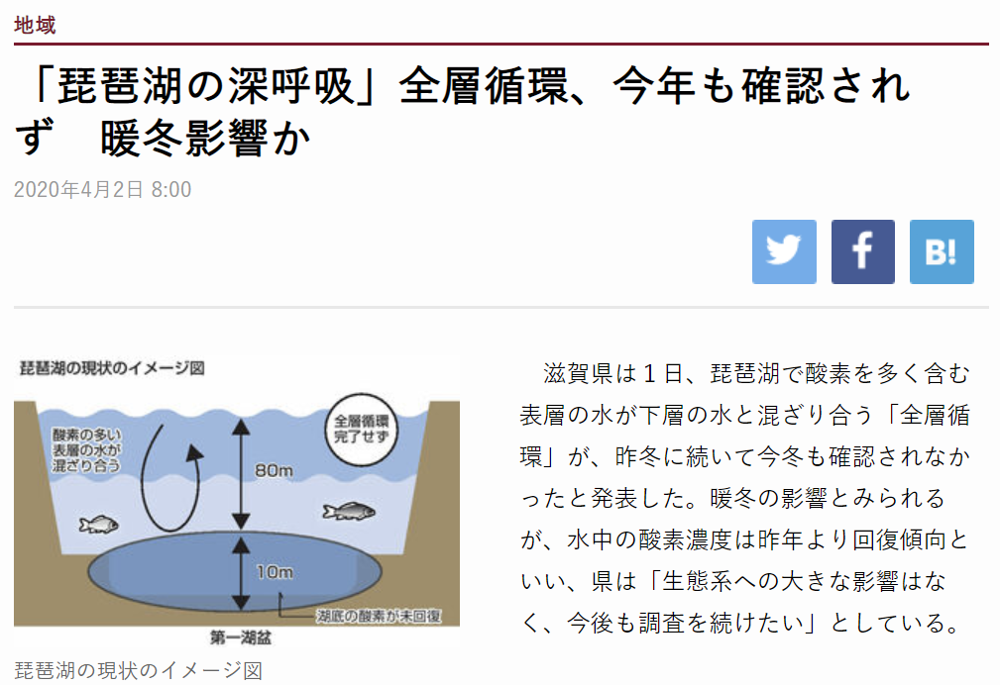 地域
「琵琶湖の深呼吸」全層循環、今年も確認され
ず　暖冬影響か
2020年4月2日 8:00
B!
琵琶湖の現状のイメージ図
酸素の多い
表層の水が
混ざり合う
全層循環
完了せず
80m
10m
湖底の酸素が未回復
第一湖盆
琵琶湖の現状のイメージ図
　滋賀県は１日、琵琶湖で酸素を多く含む
表層の水が下層の水と混ざり合う「全層循
環」が、昨冬に続いて今冬も確認されなか
ったと発表した。暖冬の影響とみられる
が、水中の酸素濃度は昨年より回復傾向と
いい、県は「生態系への大きな影響はな
く、今後も調査を続けたい」としている。